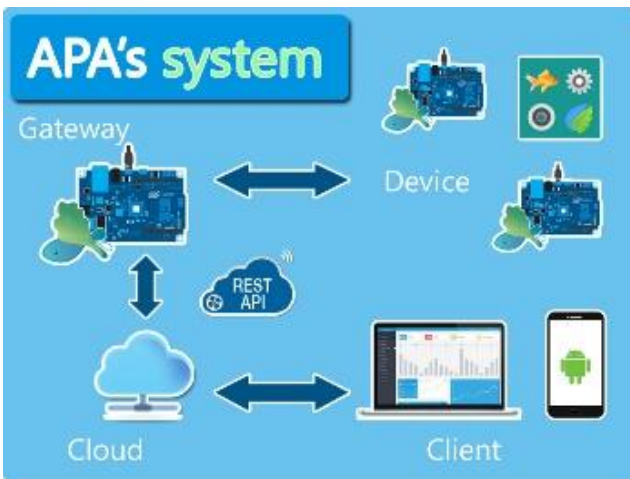 APA's system
Gateway
Device
REST
API
Cloud
Client